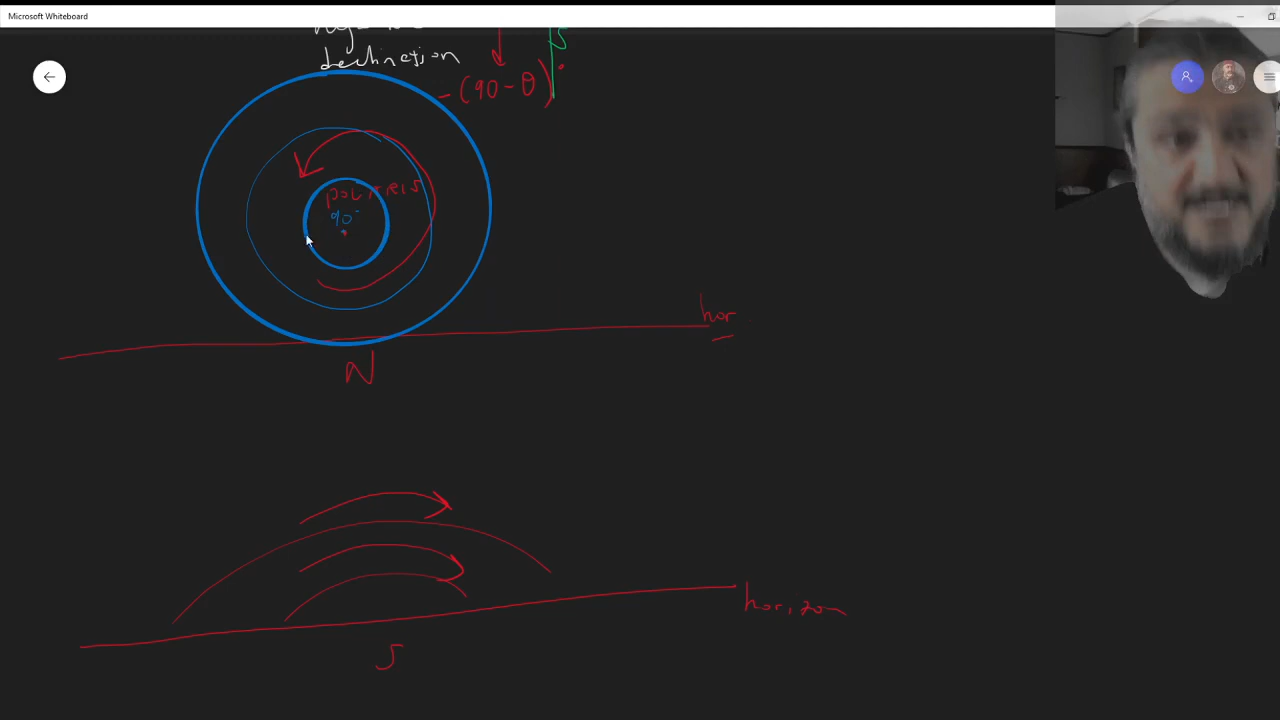 Microsoft Whiteboard
declination
S
- (90 - θ)
polaris
90°
hor
N
horizon
S